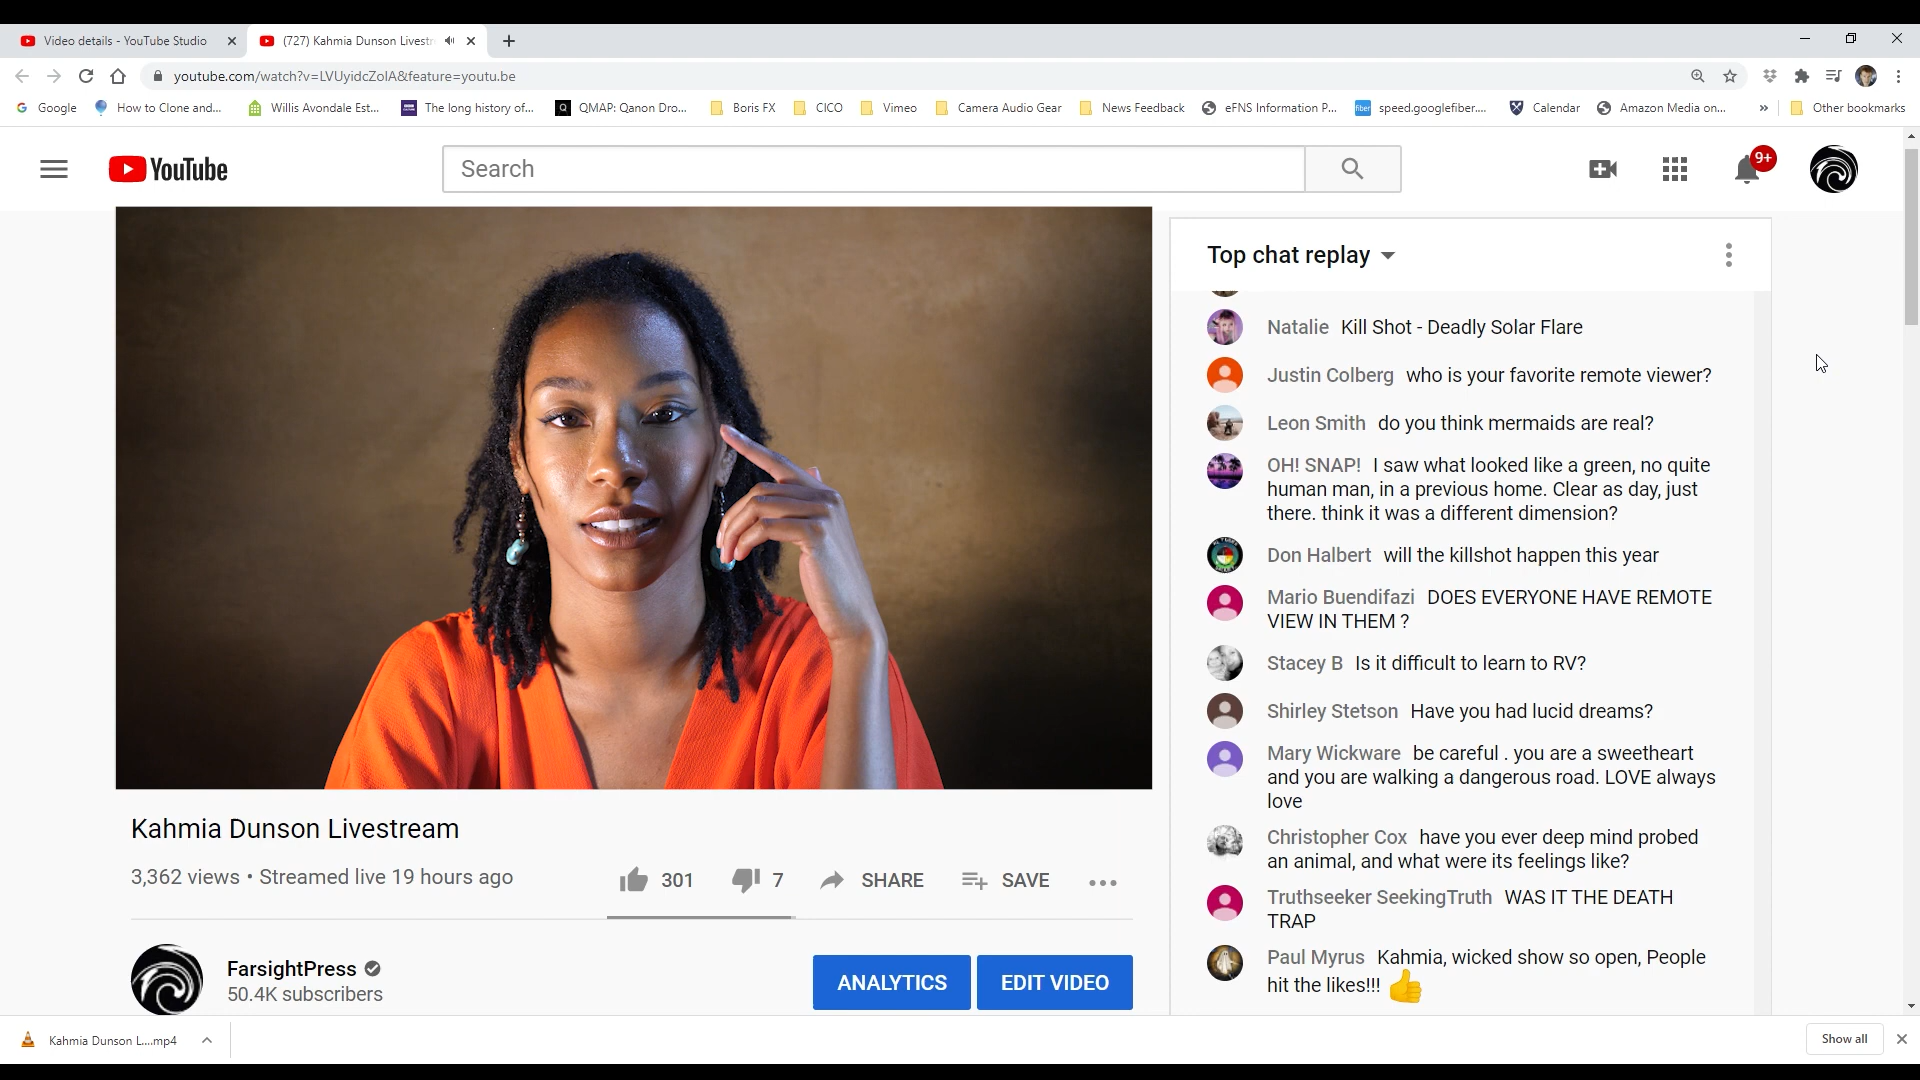 Video details - YouTube Studio
(727) Kahmia Dunson Livestr
youtube.com/watch?v=LVUyidcZolA&feature=youtu.be
Google
How to Clone and...
Willis Avondale Est...
The long history of...
QMAP: Qanon Dro...
Boris FX
CICO
Vimeo
Camera Audio Gear
News Feedback
eFNS Information P...
speed.googlefiber....
Calendar
Amazon Media on...
»
Other bookmarks
YouTube
Search
9+
Top chat replay
Natalie Kill Shot - Deadly Solar Flare
Justin Colberg who is your favorite remote viewer?
Leon Smith do you think mermaids are real?
OH! SNAP! I saw what looked like a green, no quite
human man, in a previous home. Clear as day, just
there. think it was a different dimension?
Don Halbert will the killshot happen this year
Mario Buendifazi DOES EVERYONE HAVE REMOTE
VIEW IN THEM ?
Stacey B Is it difficult to learn to RV?
Shirley Stetson Have you had lucid dreams?
Mary Wickware be careful . you are a sweetheart
and you are walking a dangerous road. LOVE always
love
Christopher Cox have you ever deep mind probed
an animal, and what were its feelings like?
Truthseeker SeekingTruth WAS IT THE DEATH
TRAP
Paul Myrus Kahmia, wicked show so open, People
hit the likes!!! 👍
Kahmia Dunson Livestream
3,362 views • Streamed live 19 hours ago
301
7
SHARE
SAVE
FarsightPress
50.4K subscribers
ANALYTICS
EDIT VIDEO
Kahmia Dunson L....mp4
Show all